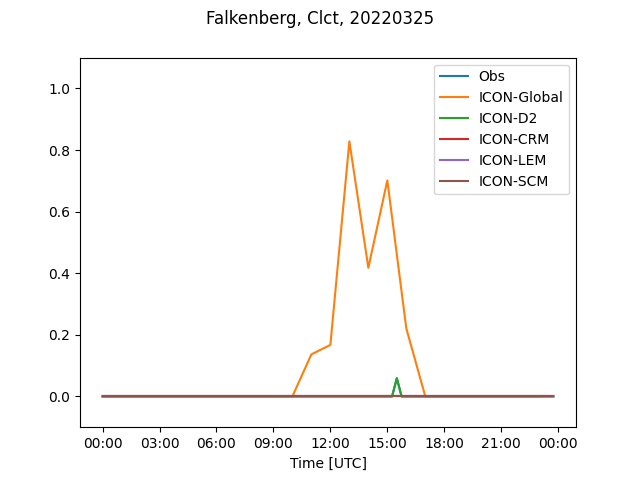 Falkenberg, Clct, 20220325
Obs
ICON-Global
ICON-D2
ICON-CRM
ICON-LEM
ICON-SCM
1.0
0.8
0.6
0.4
0.2
0.0
00:00 03:00 06:00 09:00 12:00 15:00 18:00 21:00 00:00
Time [UTC]